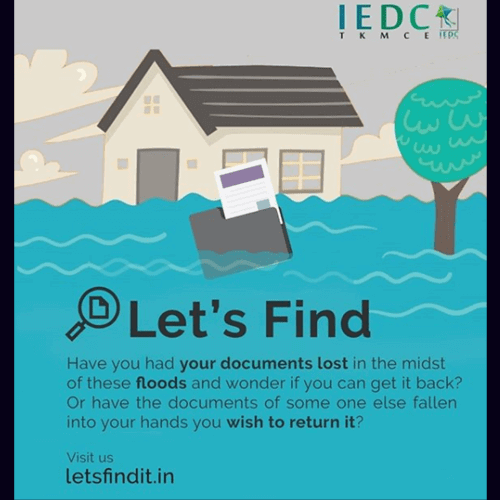 IEDC
TKMCE IEDC
Let's Find
Have you had your documents lost in the midst
of these floods and wonder if you can get it back?
Or have the documents of some one else fallen
into your hands you wish to return it?
Visit us
letsfindit.in